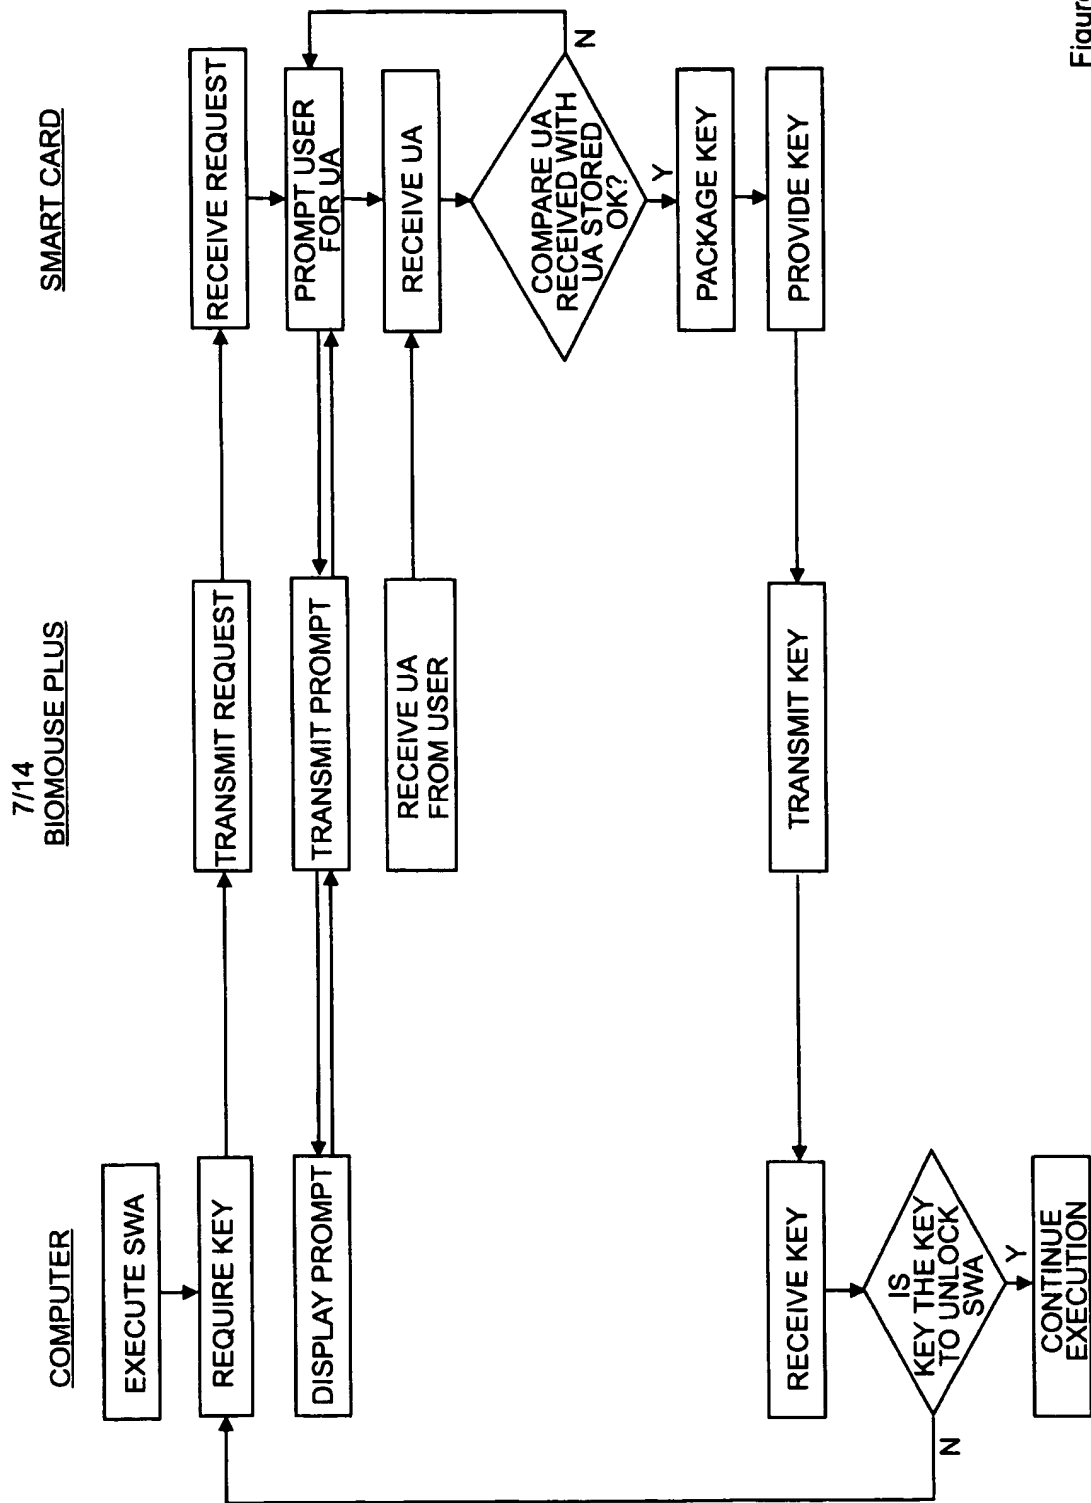 7/14
COMPUTER
BIOMOUSE PLUS
SMART CARD
EXECUTE SWA
REQUIRE KEY
TRANSMIT REQUEST
RECEIVE REQUEST
DISPLAY PROMPT
TRANSMIT PROMPT
PROMPT USER
FOR UA
RECEIVE UA
FROM USER
RECEIVE UA
COMPARE UA
RECEIVED WITH
UA STORED
OK?
N
Y
PACKAGE KEY
PROVIDE KEY
TRANSMIT KEY
RECEIVE KEY
IS
KEY THE KEY
TO UNLOCK
SWA
N
Y
CONTINUE
EXECUTION
Figure